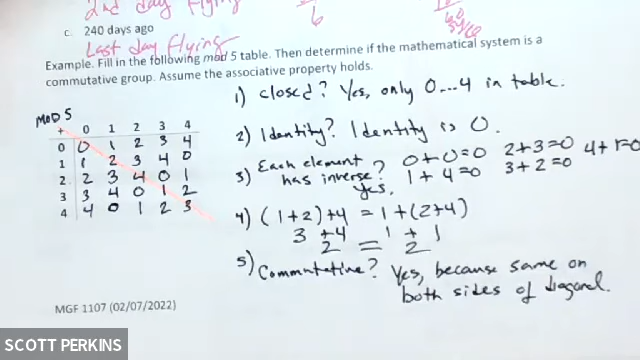 2nd day flying
6
c. 240 days ago
Last day flying
Example. Fill in the following mod 5 table. Then determine if the mathematical system is a
commutative group. Assume the associative property holds.
MOD 5
+ 0 1 2 3 4
0 0 1 2 3 4
1 1 2 3 4 0
2 2 3 4 0 1
3 3 4 0 1 2
4 4 0 1 2 3
1) Closed? Yes, only 0...4 in table.
2) Identity? Identity is 0.
3) Each element has inverse? Yes.
0+0=0 2+3=0 4+1=0
1+4=0 3+2=0
4) (1+2)+4 = 1+(2+4)
3 +4 1 + 1
2 = 2
5) Commutative? Yes, because same on
both sides of diagonal.
MGF 1107 (02/07/2022)
SCOTT PERKINS